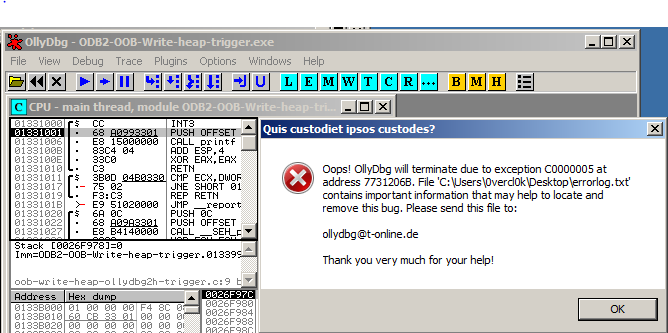 OllyDbg - ODB2-OOB-Write-heap-trigger.exe
File View Debug Trace Plugins Options Windows Help
L E M W T C R ... B M H
C CPU - main thread, module ODB2-OOB-Write-heap-tri...
01331000 $ CC INT3
01331001 . 68 A0993301 PUSH OFFSET
01331006 . E8 15000000 CALL printf
0133100B . 83C4 04 ADD ESP,4
0133100E . 33C0 XOR EAX,EAX
01331010 . C3 RETN
01331011 $ 3B0D 04B03301 CMP ECX,DWOR
01331017 . 75 02 JNE SHORT 01
01331019 . F3:C3 REP RETN
0133101B > E9 51020000 JMP __report
01331020 $ 6A 0C PUSH 0C
01331022 . 68 A09A3301 PUSH OFFSET
01331027 . E8 B4140000 CALL __SEH_p
Stack [0026F978]=0
Imm=ODB2-OOB-Write-heap-trigger.013399
oob-write-heap-ollydbg2h-trigger.c:9 b
Address Hex dump
0133B000 01 00 00 00 F4 8C 0
0133B010 60 CB 33 01 00 00 0
0133B020 00 00 00 00 00 00 0
0026F97C
0026F980
0026F984
0026F988
Quis custodiet ipsos custodes?
Oops! OllyDbg will terminate due to exception C0000005 at
address 7731206B. File 'C:\Users\0vercl0k\Desktop\errorlog.txt'
contains important information that may help to locate and
remove this bug. Please send this file to:
ollydbg@t-online.de
Thank you very much for your help!
OK